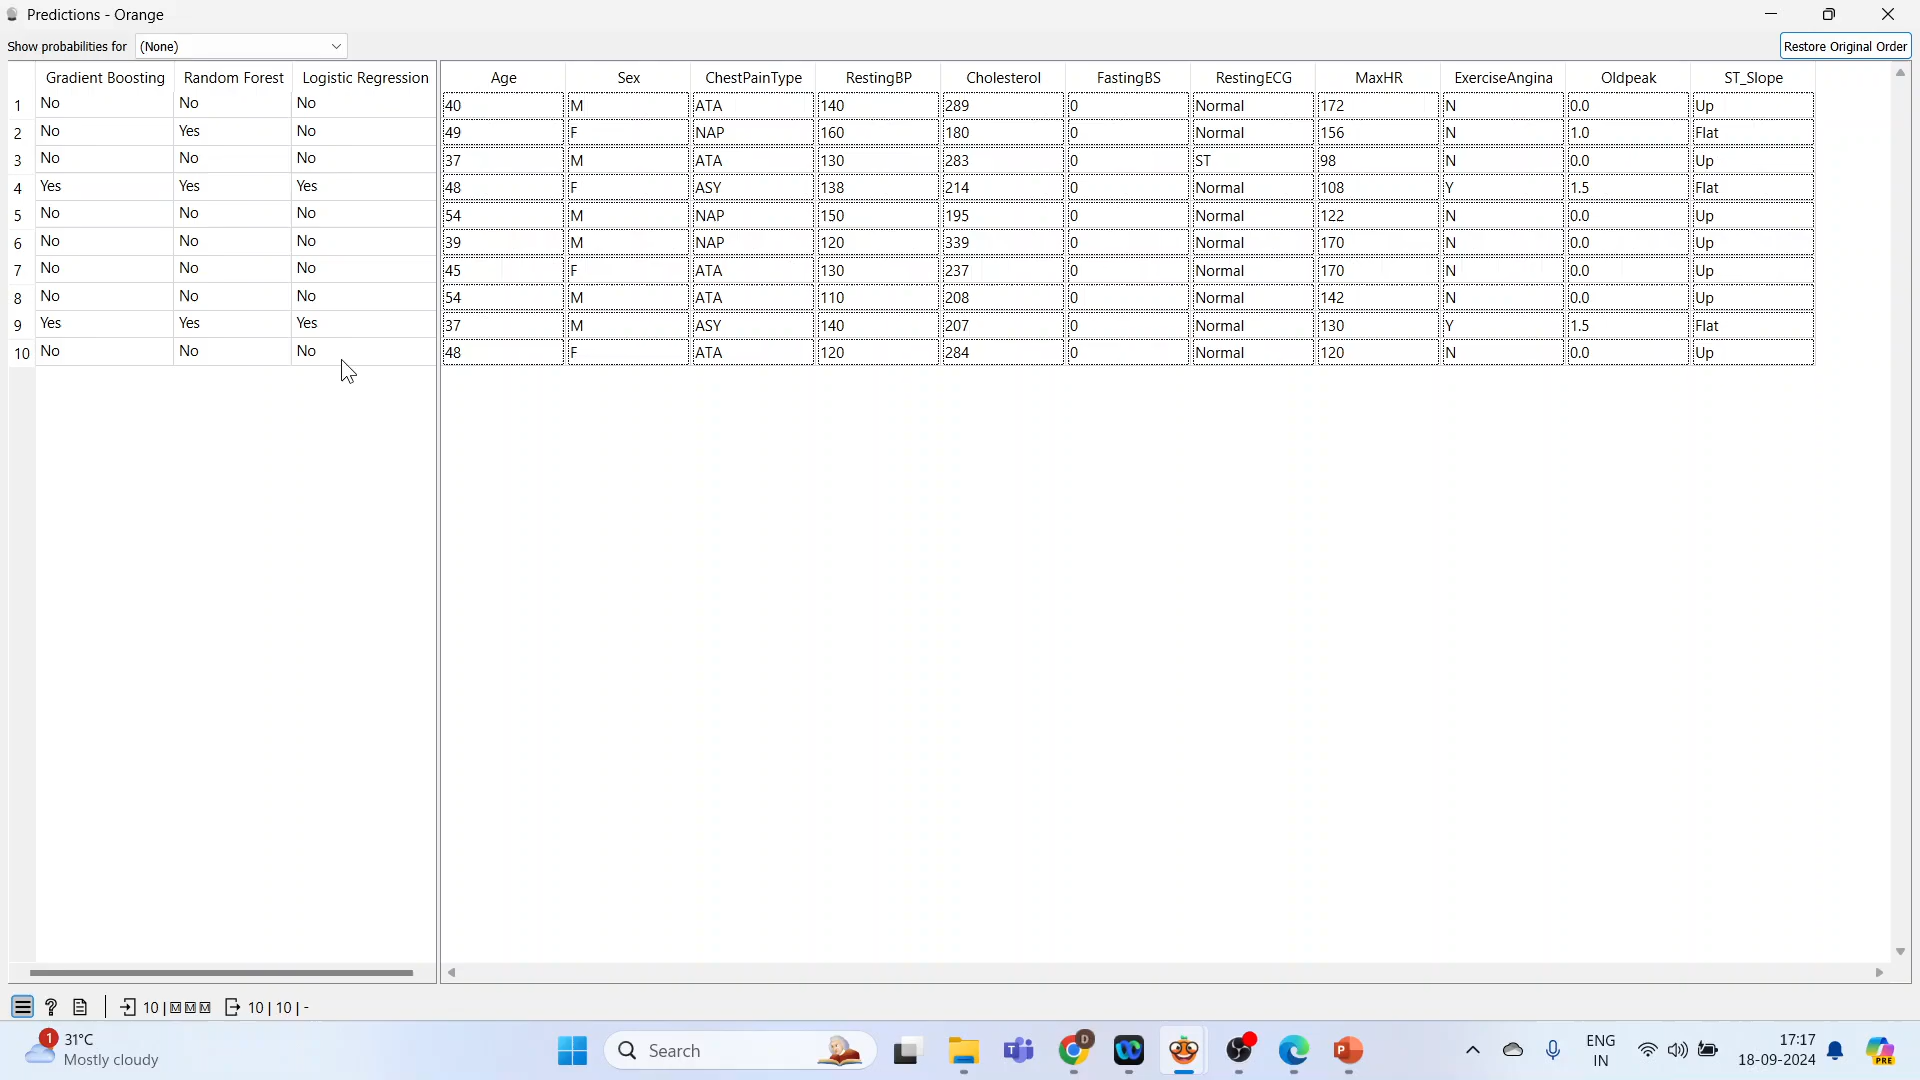 Predictions - Orange
Show probabilities for (None) Restore Original Order
Gradient Boosting Random Forest Logistic Regression Age Sex ChestPainType RestingBP Cholesterol FastingBS RestingECG MaxHR ExerciseAngina Oldpeak ST_Slope
1 No No No 40 M ATA 140 289 0 Normal 172 N 0.0 Up
2 No Yes No 49 F NAP 160 180 0 Normal 156 N 1.0 Flat
3 No No No 37 M ATA 130 283 0 ST 98 N 0.0 Up
4 Yes Yes Yes 48 F ASY 138 214 0 Normal 108 Y 1.5 Flat
5 No No No 54 M NAP 150 195 0 Normal 122 N 0.0 Up
6 No No No 39 M NAP 120 339 0 Normal 170 N 0.0 Up
7 No No No 45 F ATA 130 237 0 Normal 170 N 0.0 Up
8 No No No 54 M ATA 110 208 0 Normal 142 N 0.0 Up
9 Yes Yes Yes 37 M ASY 140 207 0 Normal 130 Y 1.5 Flat
10 No No No 48 F ATA 120 284 0 Normal 120 N 0.0 Up
? 10 | M M M 10 | 10 | -
1 31°C Search D ENG 17:17
Mostly cloudy IN 18-09-2024 PRE